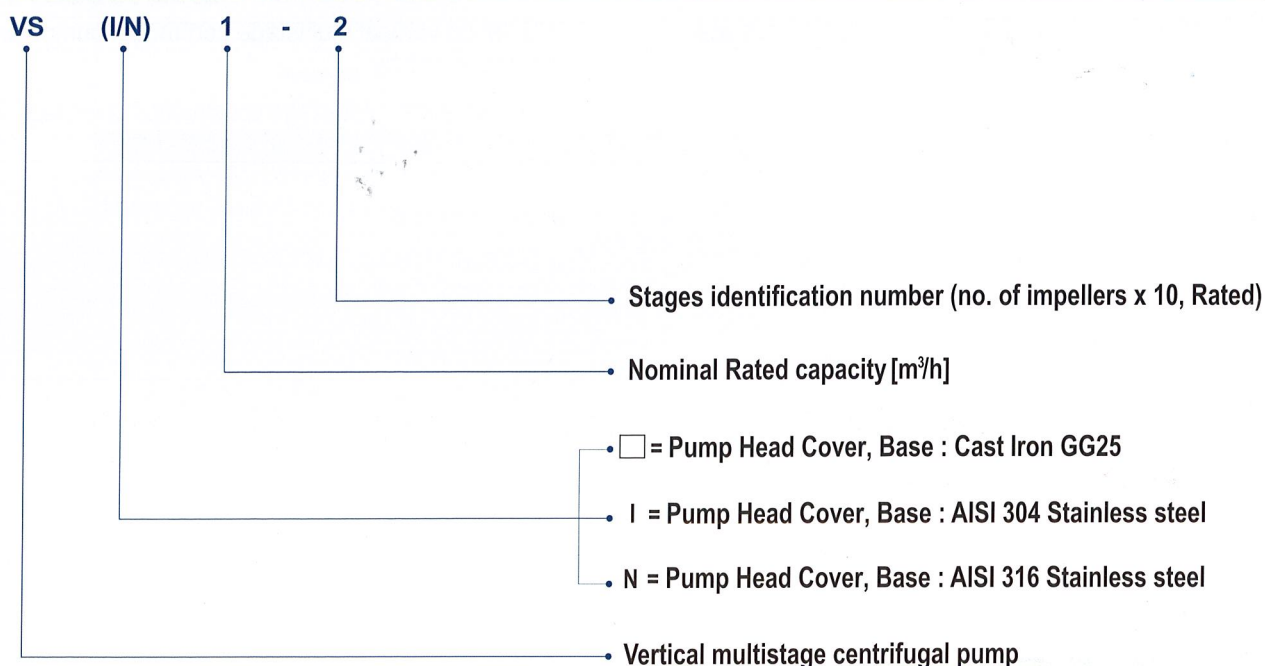 VS (I/N) 1 - 2
Stages identification number (no. of impellers x 10, Rated)
Nominal Rated capacity [m³/h]
□ = Pump Head Cover, Base : Cast Iron GG25
I = Pump Head Cover, Base : AISI 304 Stainless steel
N = Pump Head Cover, Base : AISI 316 Stainless steel
Vertical multistage centrifugal pump